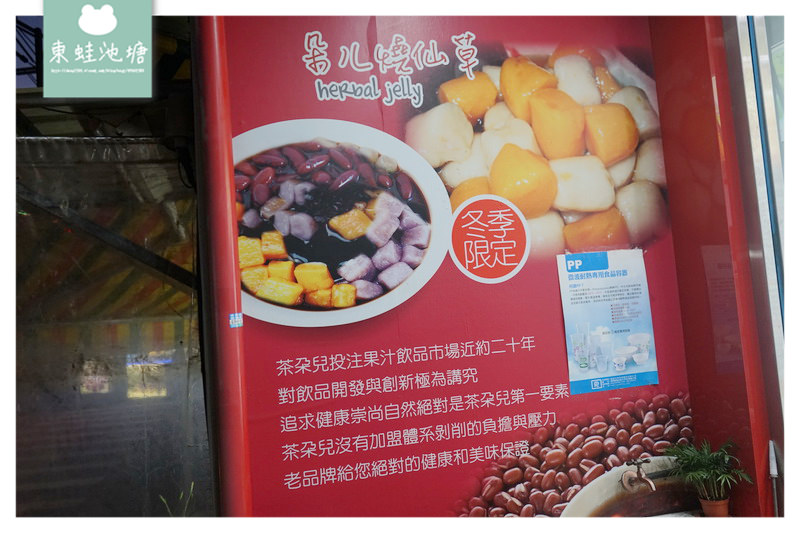 東蛙池塘
朵儿燒仙草
herbal jelly
冬季
限定
PP
茶朵兒投注果汁飲品市場近約二十年
對飲品開發與創新極為講究
追求健康崇尚自然絕對是茶朵兒第一要素
茶朵兒沒有加盟體系剝削的負擔與壓力
老品牌給您絕對的健康和美味保證